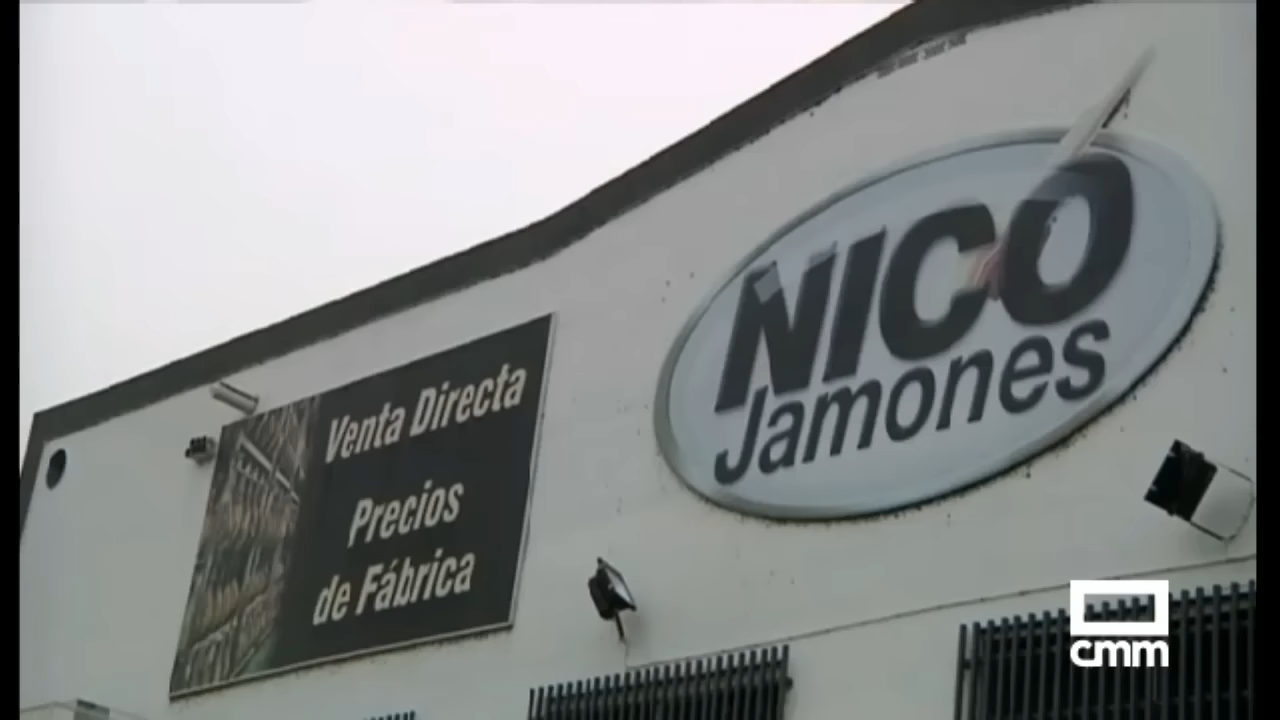 Venta Directa
Precios
de Fábrica
NICO
Jamones
cmm